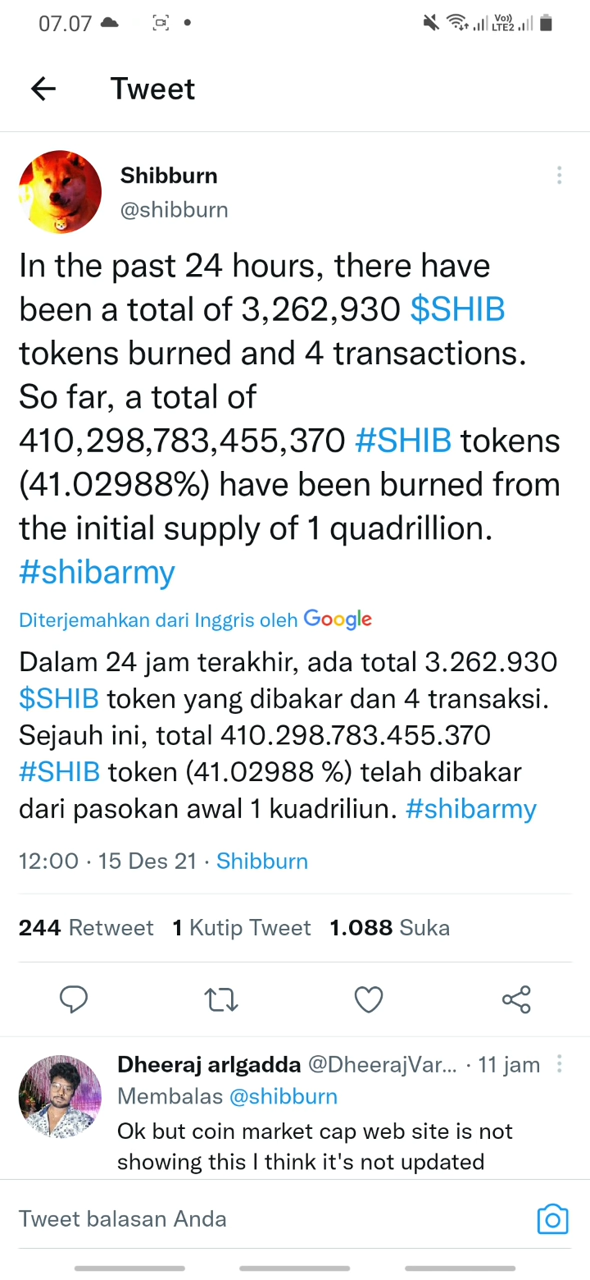 07.07
Vo)) LTE2
Tweet
Shibburn
@shibburn
In the past 24 hours, there have
been a total of 3,262,930 $SHIB
tokens burned and 4 transactions.
So far, a total of
410,298,783,455,370 #SHIB tokens
(41.02988%) have been burned from
the initial supply of 1 quadrillion.
#shibarmy
Diterjemahkan dari Inggris oleh Google
Dalam 24 jam terakhir, ada total 3.262.930
$SHIB token yang dibakar dan 4 transaksi.
Sejauh ini, total 410.298.783.455.370
#SHIB token (41.02988 %) telah dibakar
dari pasokan awal 1 kuadriliun. #shibarmy
12:00 · 15 Des 21 · Shibburn
244 Retweet 1 Kutip Tweet 1.088 Suka
Dheeraj arlgadda @DheerajVar... · 11 jam
Membalas @shibburn
Ok but coin market cap web site is not
showing this I think it's not updated
Tweet balasan Anda